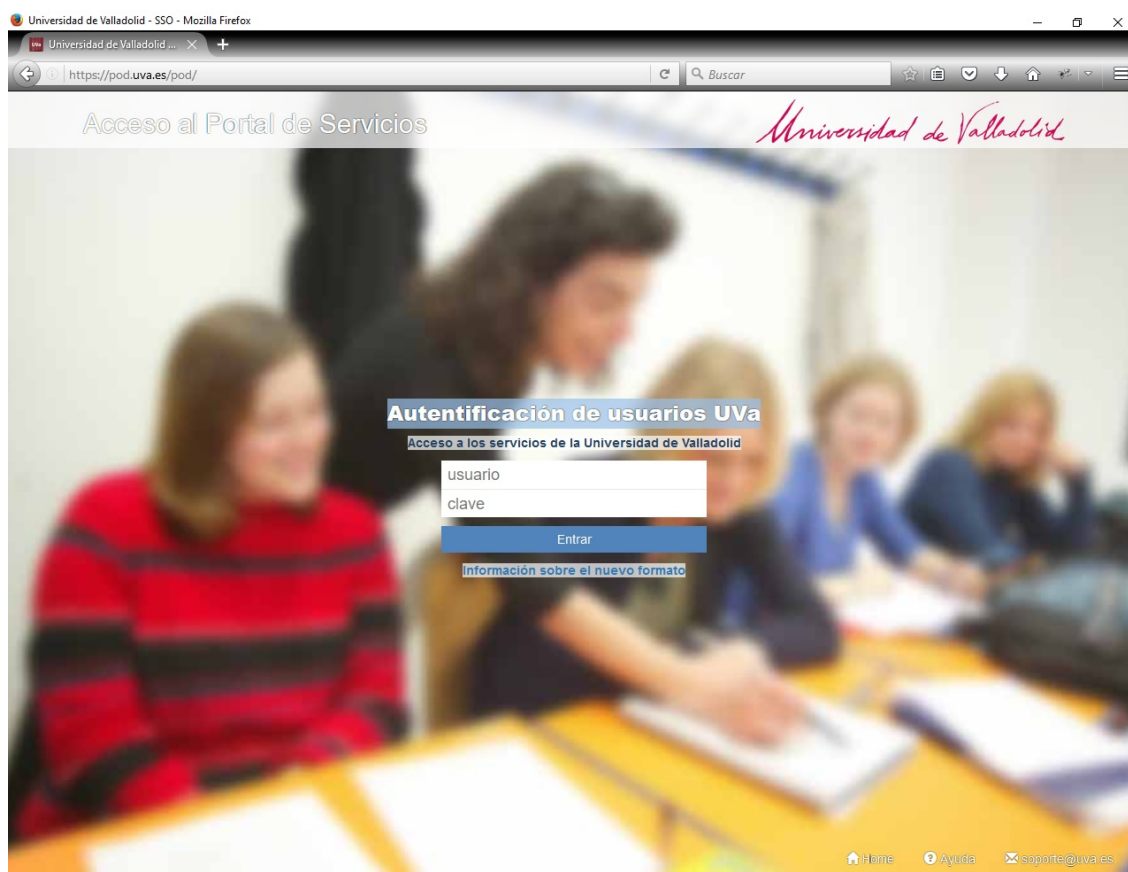 Universidad de Valladolid - SSO - Mozilla Firefox
UVa Universidad de Valladolid ...
https://pod.uva.es/pod/
Buscar
Acceso al Portal de Servicios
Universidad de Valladolid
Autentificación de usuarios UVa
Acceso a los servicios de la Universidad de Valladolid
usuario
clave
Entrar
Información sobre el nuevo formato
Home ? Ayuda soporte@uva.es